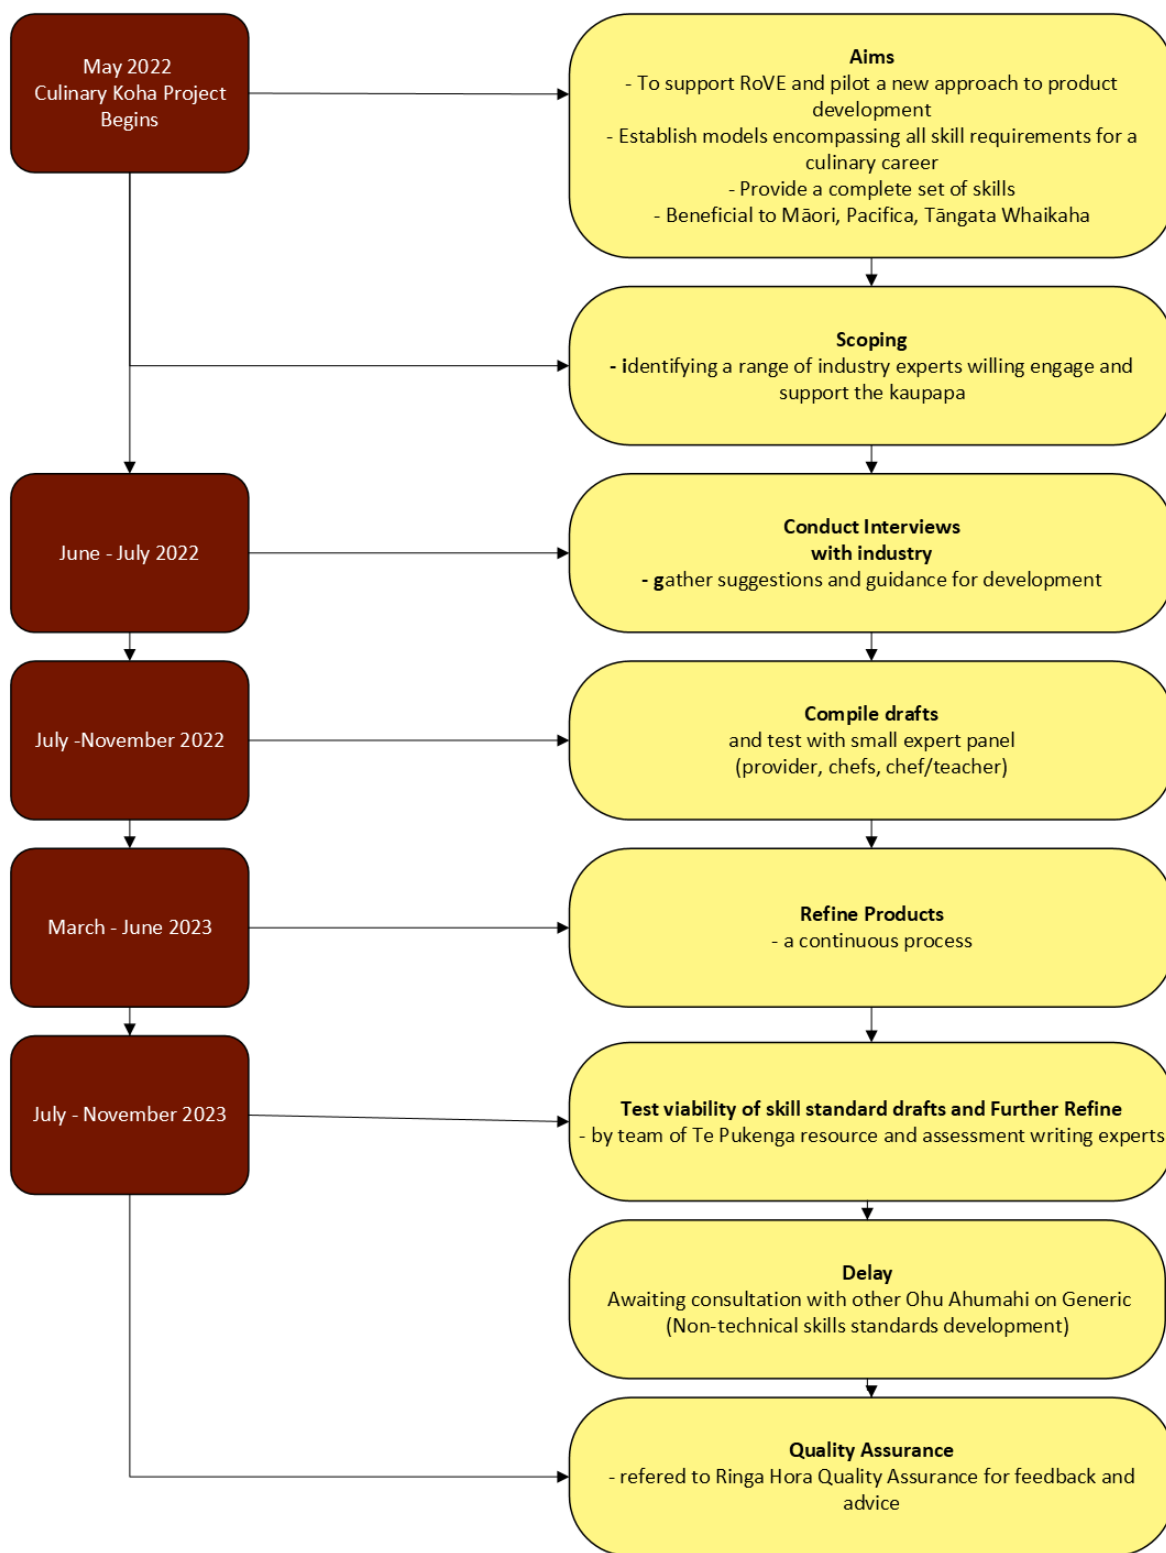 May 2022
Culinary Koha Project
Begins
Aims
- To support RoVE and pilot a new approach to product
development
- Establish models encompassing all skill requirements for a
culinary career
- Provide a complete set of skills
- Beneficial to Māori, Pacifica, Tāngata Whaikaha
Scoping
- identifying a range of industry experts willing engage and
support the kaupapa
June - July 2022
Conduct Interviews
with industry
- gather suggestions and guidance for development
July -November 2022
Compile drafts
and test with small expert panel
(provider, chefs, chef/teacher)
March - June 2023
Refine Products
- a continuous process
July - November 2023
Test viability of skill standard drafts and Further Refine
- by team of Te Pukenga resource and assessment writing experts
Delay
Awaiting consultation with other Ohu Ahumahi on Generic
(Non-technical skills standards development)
Quality Assurance
- refered to Ringa Hora Quality Assurance for feedback and
advice